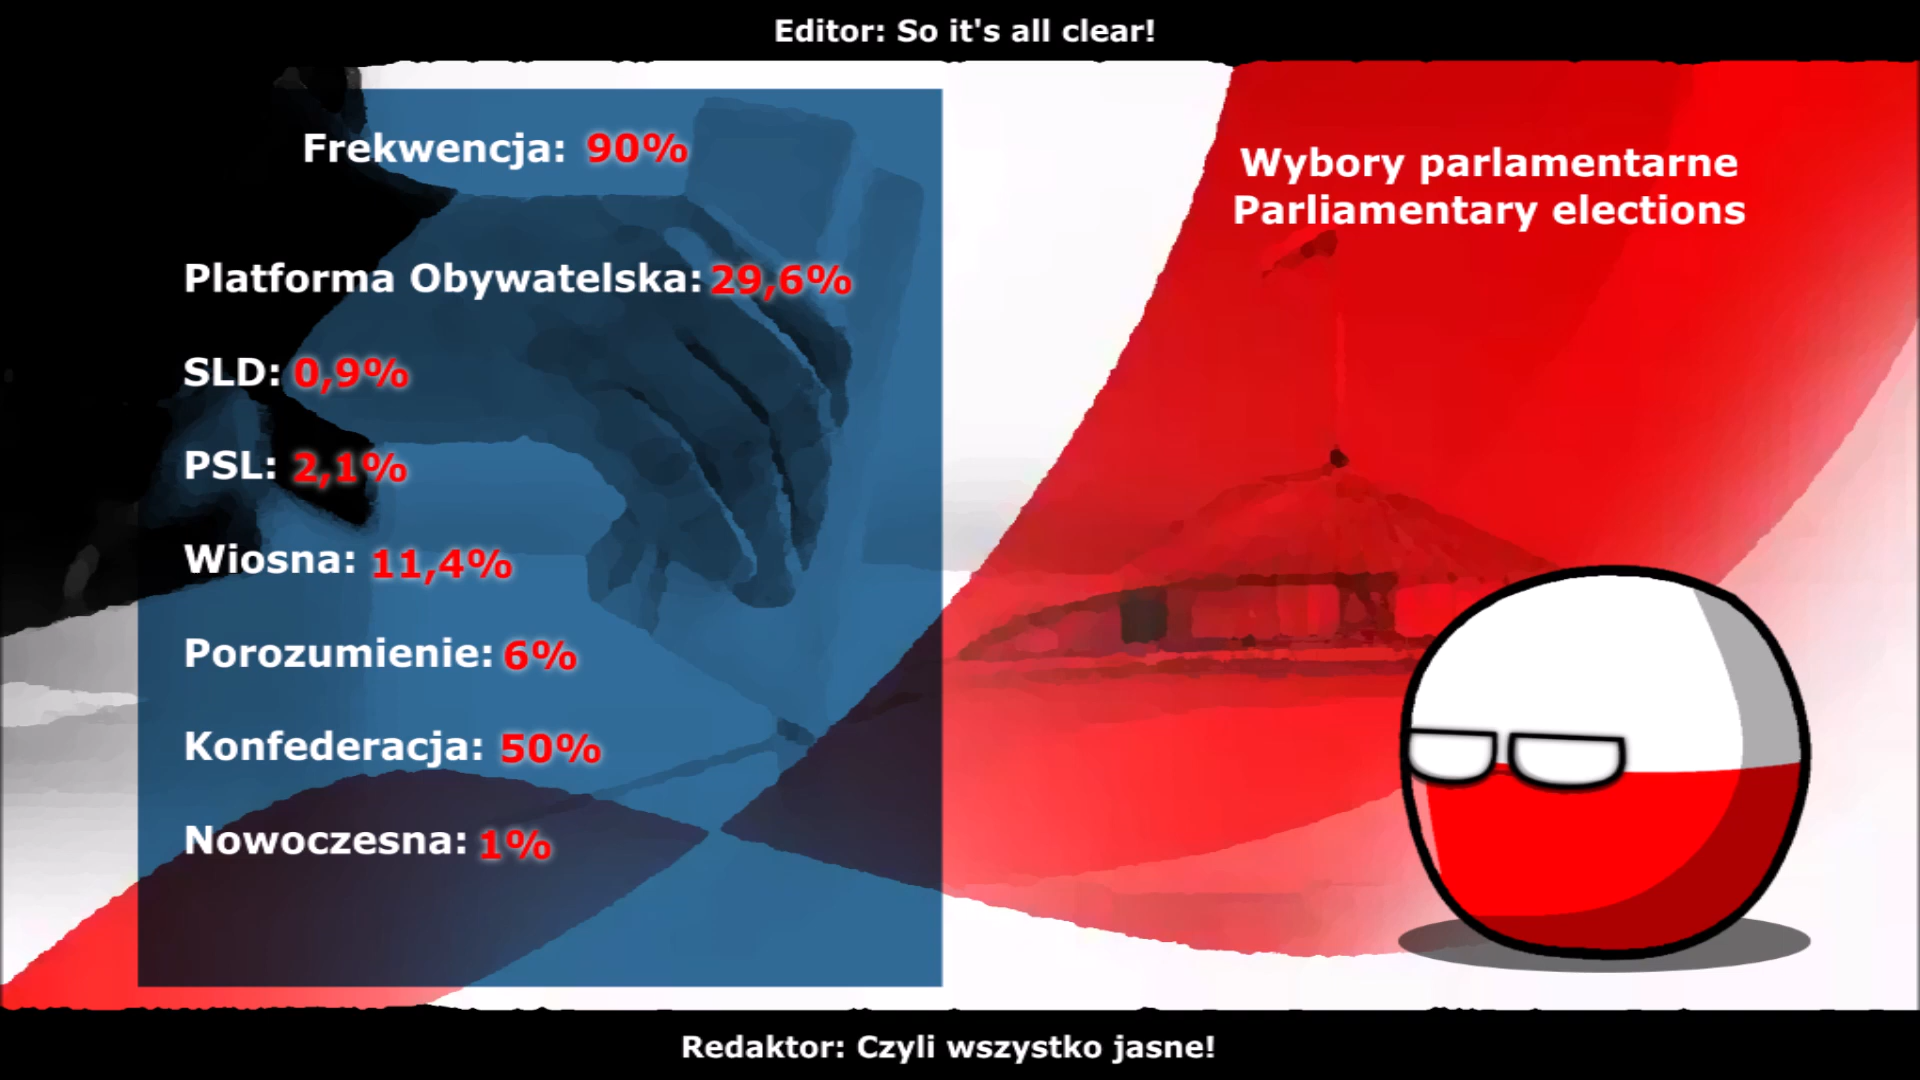 Editor: So it's all clear!
Frekwencja: 90%
Wybory parlamentarne
Parliamentary elections
Platforma Obywatelska: 29,6%
SLD: 0,9%
PSL: 2,1%
Wiosna: 11,4%
Porozumienie: 6%
Konfederacja: 50%
Nowoczesna: 1%
Redaktor: Czyli wszystko jasne!